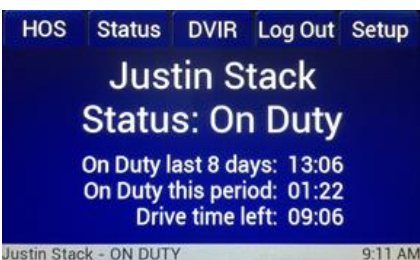 HOS Status DVIR Log Out Setup
Justin Stack
Status: On Duty
On Duty last 8 days: 13:06
On Duty this period: 01:22
Drive time left: 09:06
Justin Stack - ON DUTY 9:11 AM